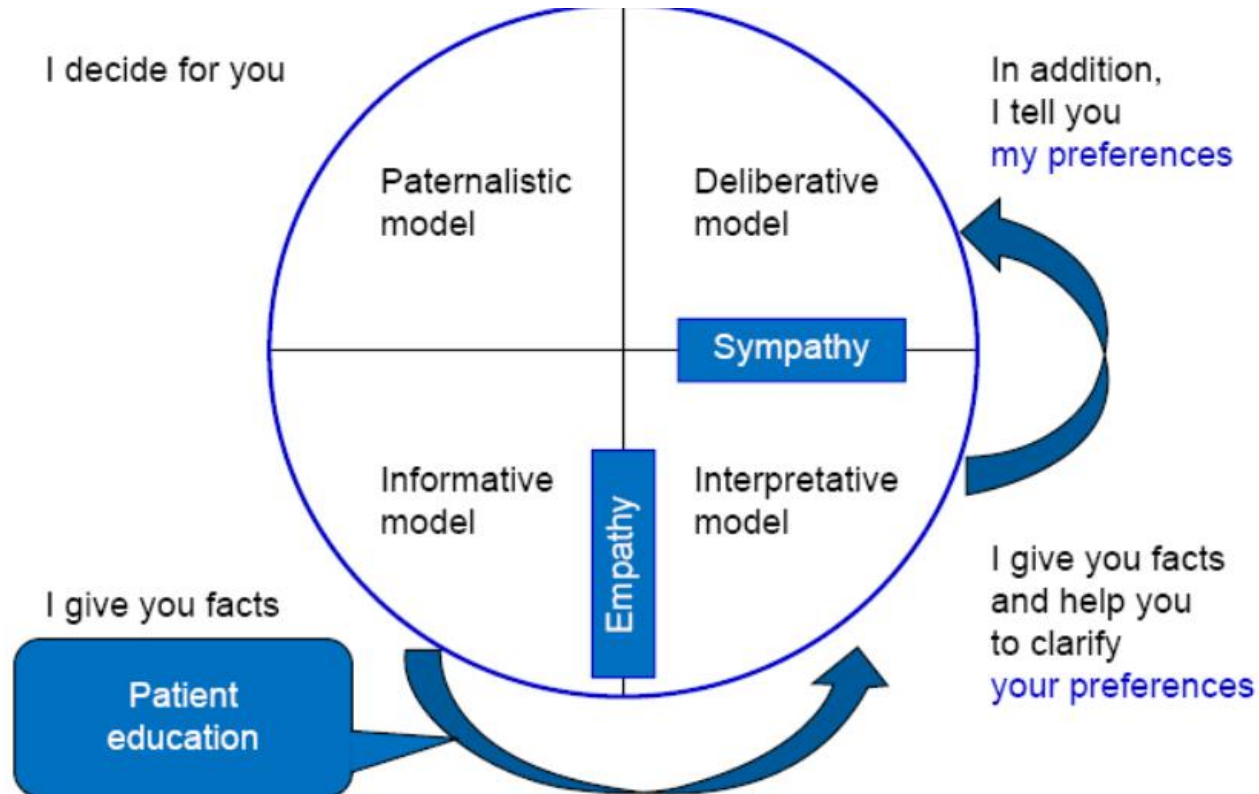 I decide for you
Paternalistic
model
Deliberative
model
In addition,
I tell you
my preferences
Sympathy
Informative
model
Empathy
Interpretative
model
I give you facts
I give you facts
and help you
to clarify
your preferences
Patient
education